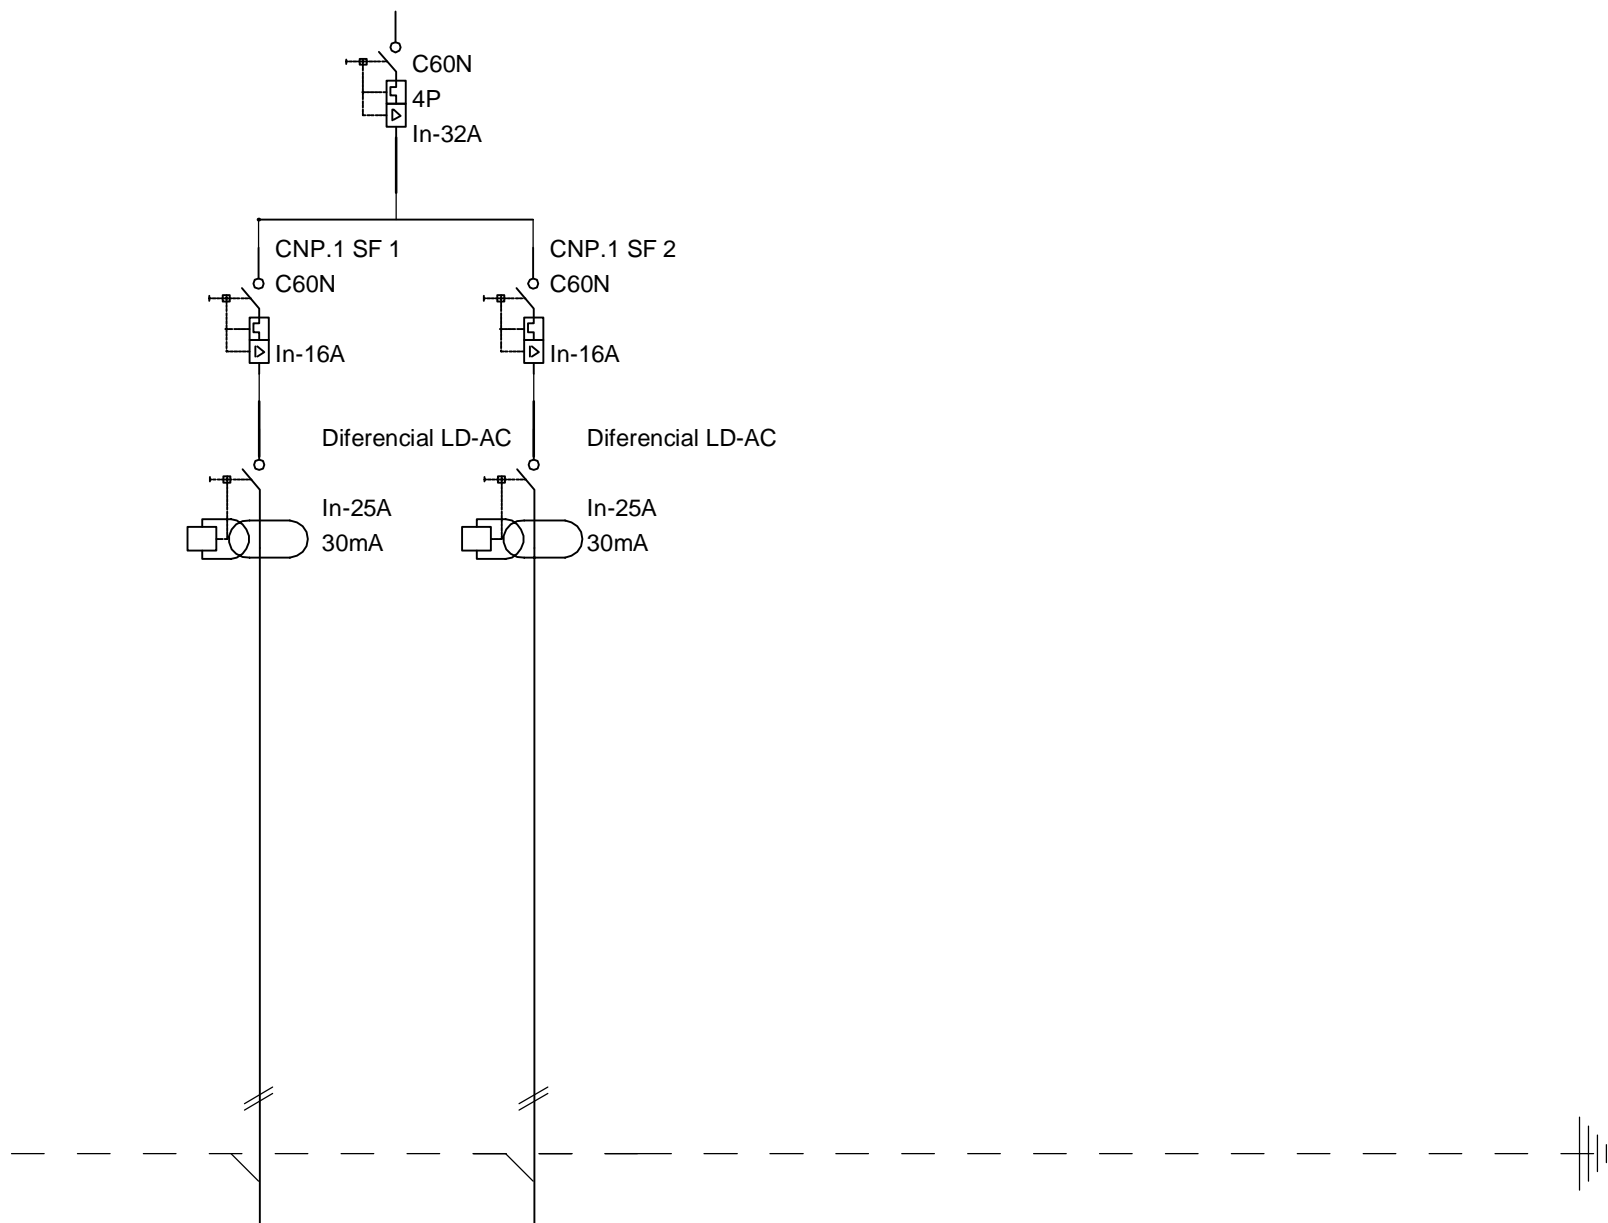 C60N
4P
In-32A
CNP.1 SF 1
C60N
In-16A
CNP.1 SF 2
C60N
In-16A
Diferencial LD-AC
In-25A
30mA
Diferencial LD-AC
In-25A
30mA